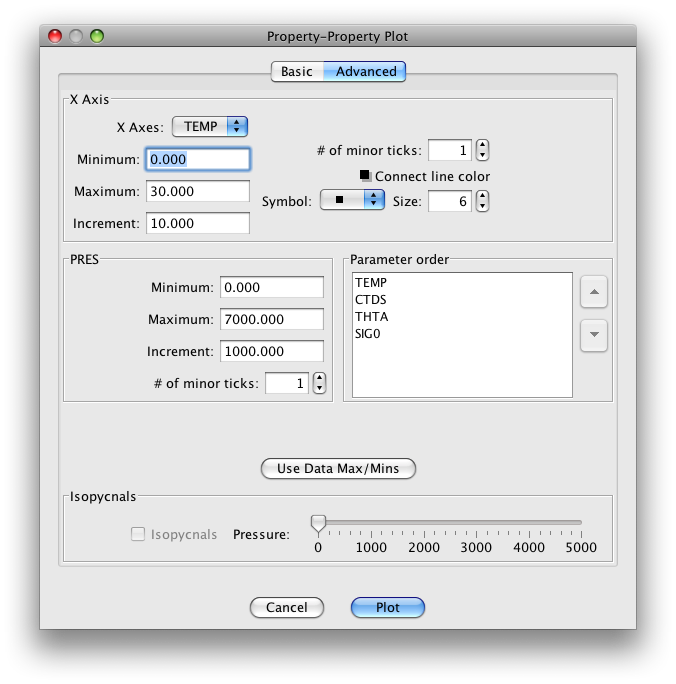 Property-Property Plot
Basic Advanced
X Axis
X Axes: TEMP
Minimum: 0.000
Maximum: 30.000
Increment: 10.000
# of minor ticks: 1
Connect line color
Symbol: Size: 6
PRES
Minimum: 0.000
Maximum: 7000.000
Increment: 1000.000
# of minor ticks: 1
Parameter order
TEMP
CTDS
THTA
SIG0
Use Data Max/Mins
Isopycnals
Isopycnals Pressure:
0 1000 2000 3000 4000 5000
Cancel Plot